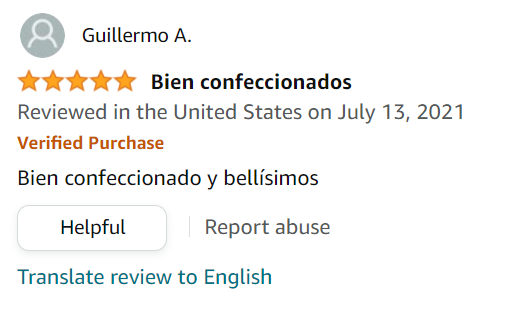 Guillermo A.
Bien confeccionados
Reviewed in the United States on July 13, 2021
Verified Purchase
Bien confeccionado y bellísimos
Helpful
Report abuse
Translate review to English